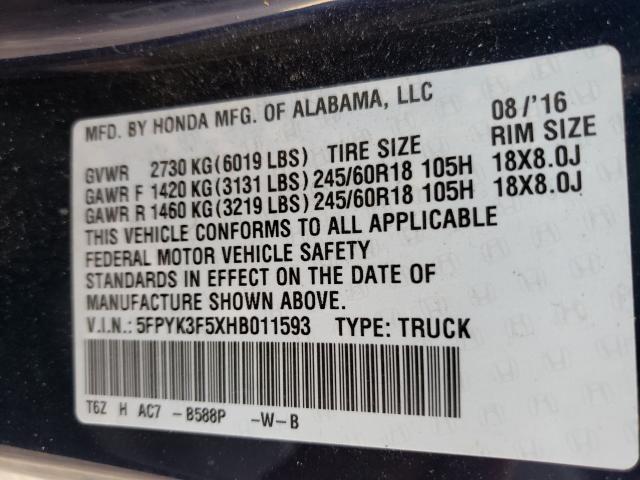 MFD. BY HONDA MFG. OF ALABAMA, LLC 08/'16
GVWR 2730 KG(6019 LBS) TIRE SIZE RIM SIZE
GAWR F 1420 KG(3131 LBS) 245/60R18 105H 18X8.0J
GAWR R 1460 KG(3219 LBS) 245/60R18 105H 18X8.0J
THIS VEHICLE CONFORMS TO ALL APPLICABLE
FEDERAL MOTOR VEHICLE SAFETY
STANDARDS IN EFFECT ON THE DATE OF
MANUFACTURE SHOWN ABOVE.
V.I.N.: 5FPYK3F5XHB011593 TYPE: TRUCK
T6Z H AC7 -B588P -W-B